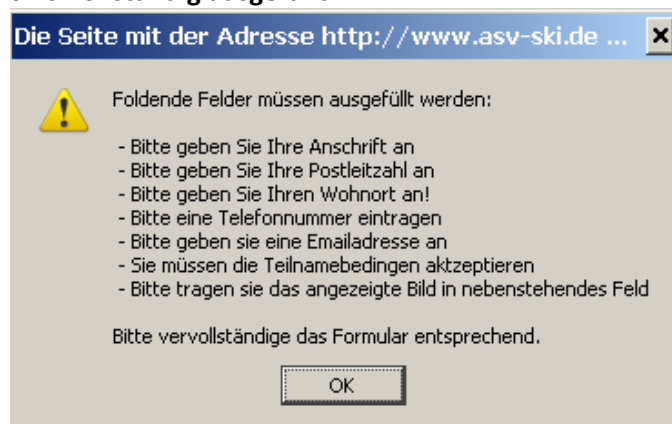 Die Seite mit der Adresse http://www.asv-ski.de ...
Foldende Felder müssen ausgefüllt werden:
- Bitte geben Sie Ihre Anschrift an
- Bitte geben Sie Ihre Postleitzahl an
- Bitte geben Sie Ihren Wohnort an!
- Bitte eine Telefonnummer eintragen
- Bitte geben sie eine Emailadresse an
- Sie müssen die Teilnamebedingen aktzeptieren
- Bitte tragen sie das angezeigte Bild in nebenstehendes Feld
Bitte vervollständige das Formular entsprechend.
OK